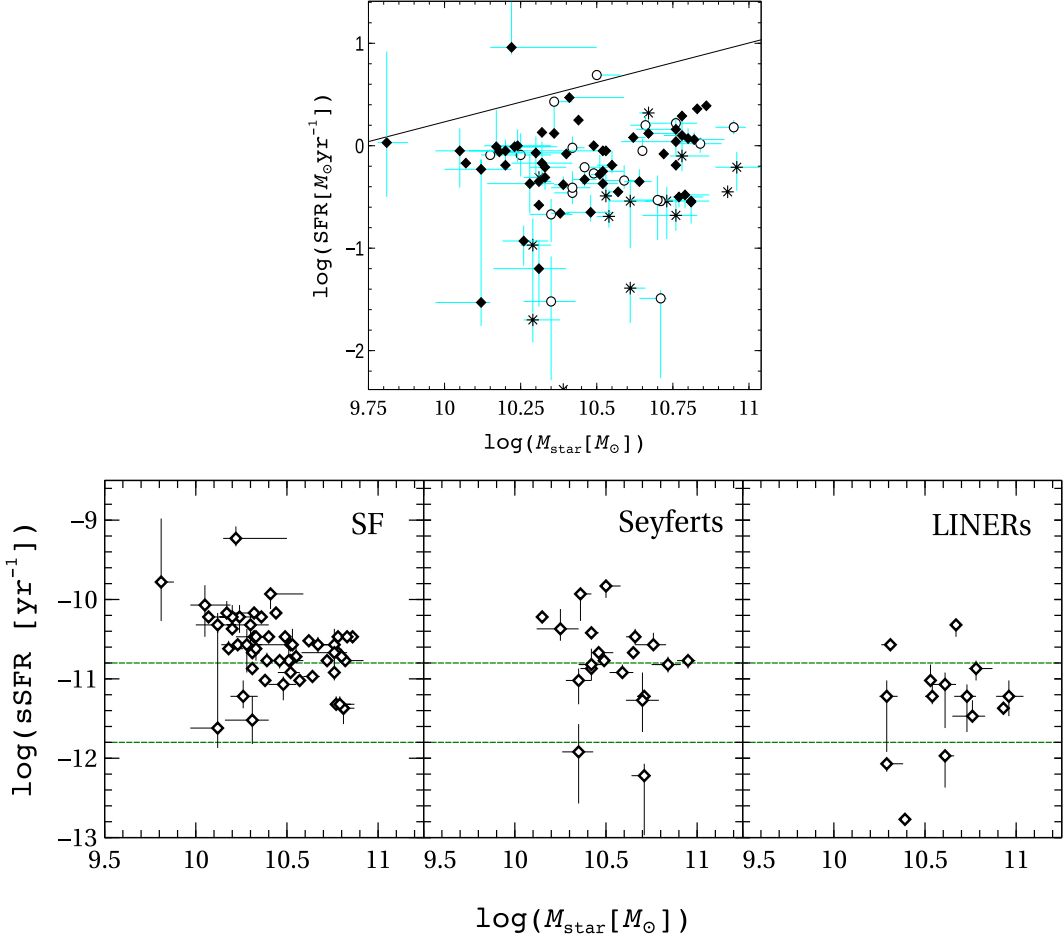 1
0
−1
−2
log(SFR[M⊙yr⁻¹])
9.75 10 10.25 10.5 10.75 11
log(Mstar[M⊙])
SF Seyferts LINERs
−9
−10
−11
−12
−13
log(sSFR [yr⁻¹])
9.5 10 10.5 11 9.5 10 10.5 11 9.5 10 10.5 11
log(Mstar[M⊙])